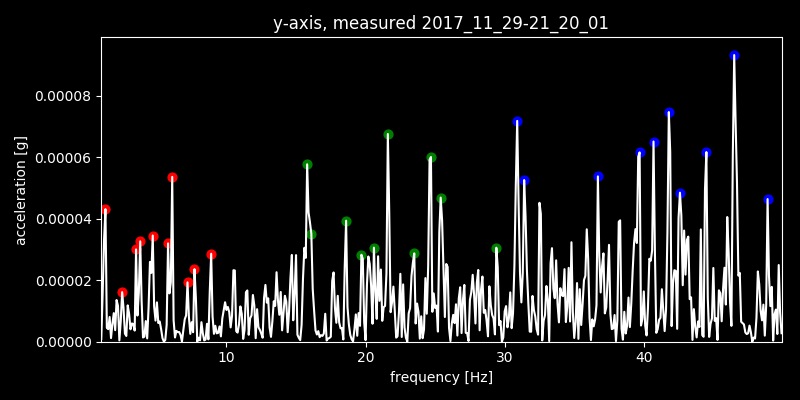 y-axis, measured 2017_11_29-21_20_01
0.00008
0.00006
0.00004
0.00002
0.00000
acceleration [g]
10 20 30 40
frequency [Hz]